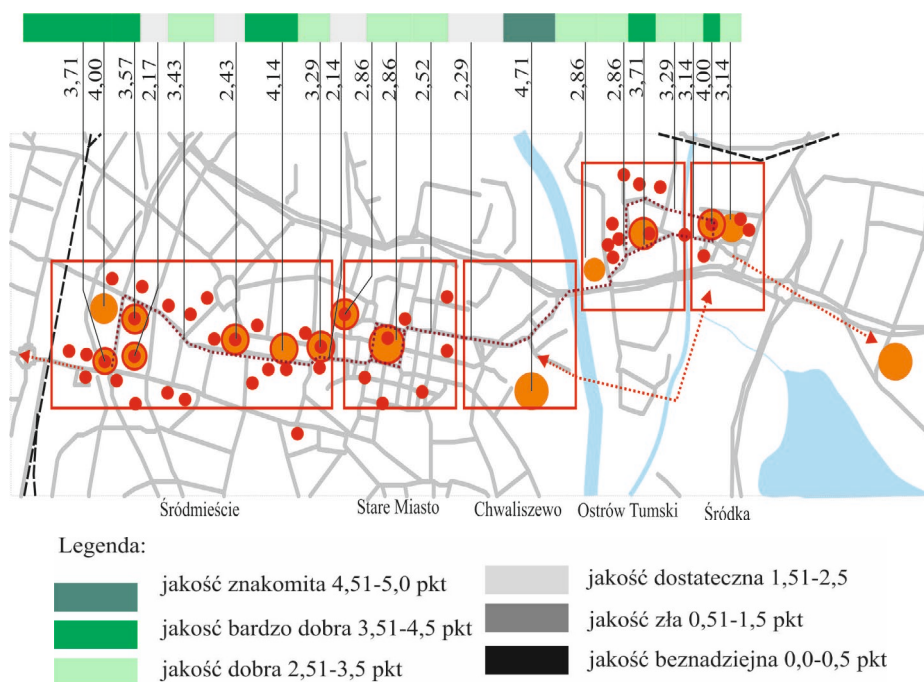 3,71
4,00
3,57
2,17
3,43
2,43
4,14
3,29
2,14
2,86
2,86
2,52
2,29
4,71
2,86
2,86
3,71
3,29
3,14
4,00
3,14
Śródmieście Stare Miasto Chwaliszewo Ostrów Tumski Śródka
Legenda:
jakość znakomita 4,51-5,0 pkt
jakosć bardzo dobra 3,51-4,5 pkt
jakość dobra 2,51-3,5 pkt
jakość dostateczna 1,51-2,5
jakość zła 0,51-1,5 pkt
jakość beznadziejna 0,0-0,5 pkt